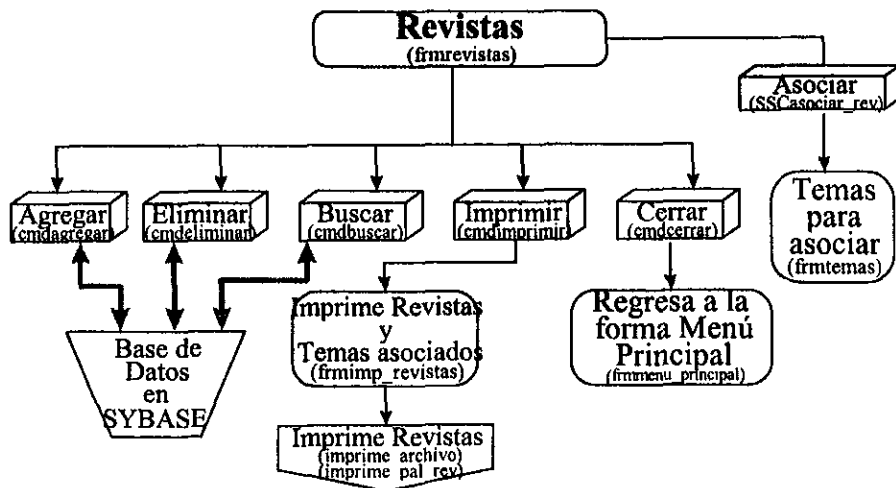 Revistas
(frmrevistas)
Asociar
(SSCasociar_rev)
Agregar
(cmdagregar)
Eliminar
(cmdeliminar)
Buscar
(cmdbuscar)
Imprimir
(cmdimprimir)
Cerrar
(cmdcerrar)
Temas
para
asociar
(frmtemas)
Base de
Datos
en
SYBASE
Imprime Revistas
y
Temas asociados
(frmimp_revistas)
Regresa a la
forma Menú
Principal
(frmmenu_principal)
Imprime Revistas
(imprime archivo)
(imprime pal rev)